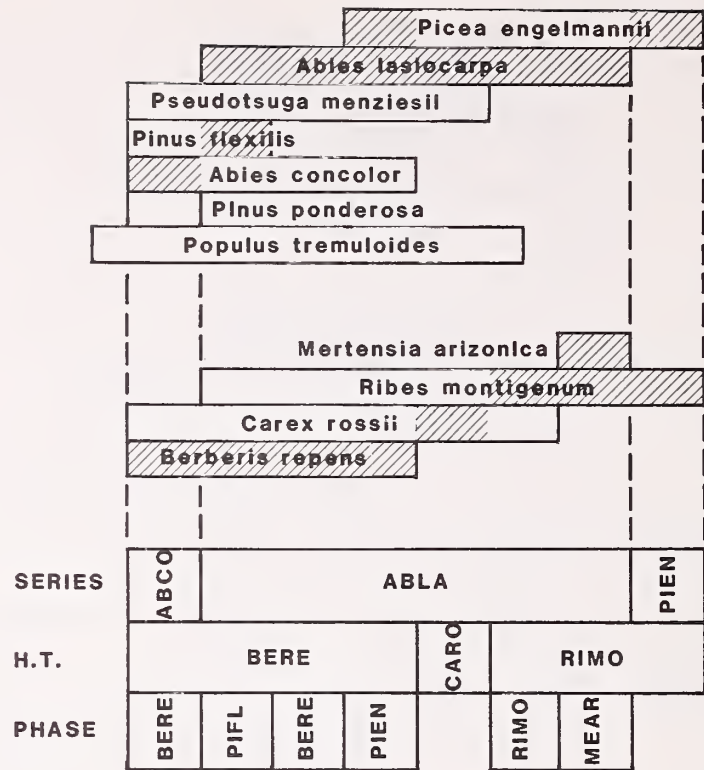 Picea engelmannii
Abies lasiocarpa
Pseudotsuga menziesii
Pinus flexilis
Abies concolor
Pinus ponderosa
Populus tremuloides
Mertensia arizonica
Ribes montigenum
Carex rossii
Berberis repens
SERIES ABCO ABLA PIEN
H.T. BERE CARO RIMO
PHASE BERE PIFL BERE PIEN RIMO MEAR